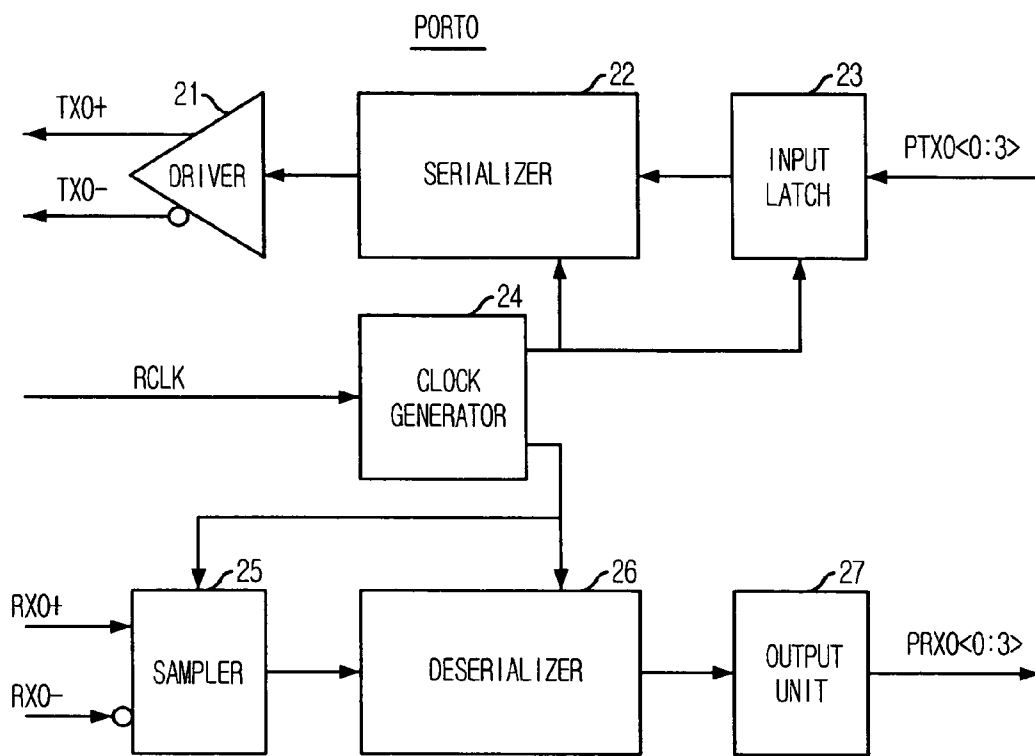 PORT0
22
23
21
TX0+
PTX0<0:3>
DRIVER
SERIALIZER
INPUT
LATCH
TX0-
24
RCLK
CLOCK
GENERATOR
25
26
27
RX0+
SAMPLER
DESERIALIZER
OUTPUT
UNIT
PRX0<0:3>
RX0-